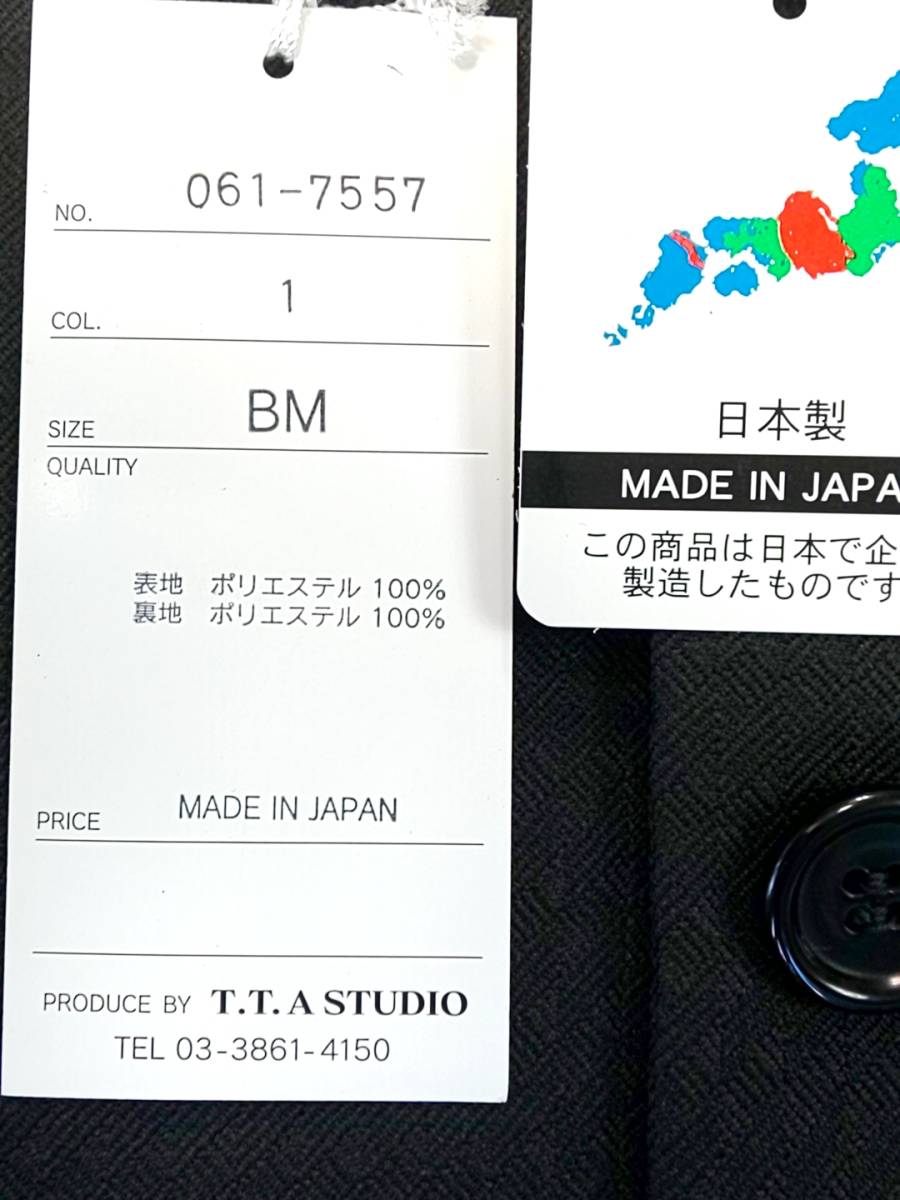 NO. 061-7557
COL. 1
SIZE BM
QUALITY
表地 ポリエステル 100%
裏地 ポリエステル 100%
PRICE MADE IN JAPAN
PRODUCE BY T.T.A STUDIO
TEL 03-3861-4150
日本製
MADE IN JAPA
この商品は日本で企
製造したものです